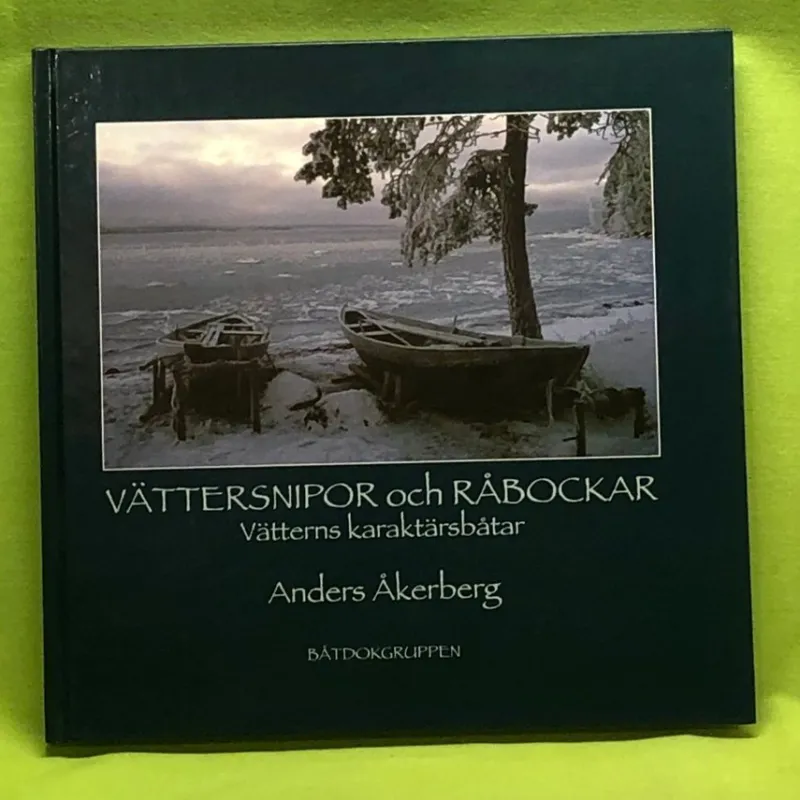 VÄTTERSNIPOR och RÅBOCKAR
Vätterns karaktärsbåtar
Anders Åkerberg
BÅTDOKGRUPPEN